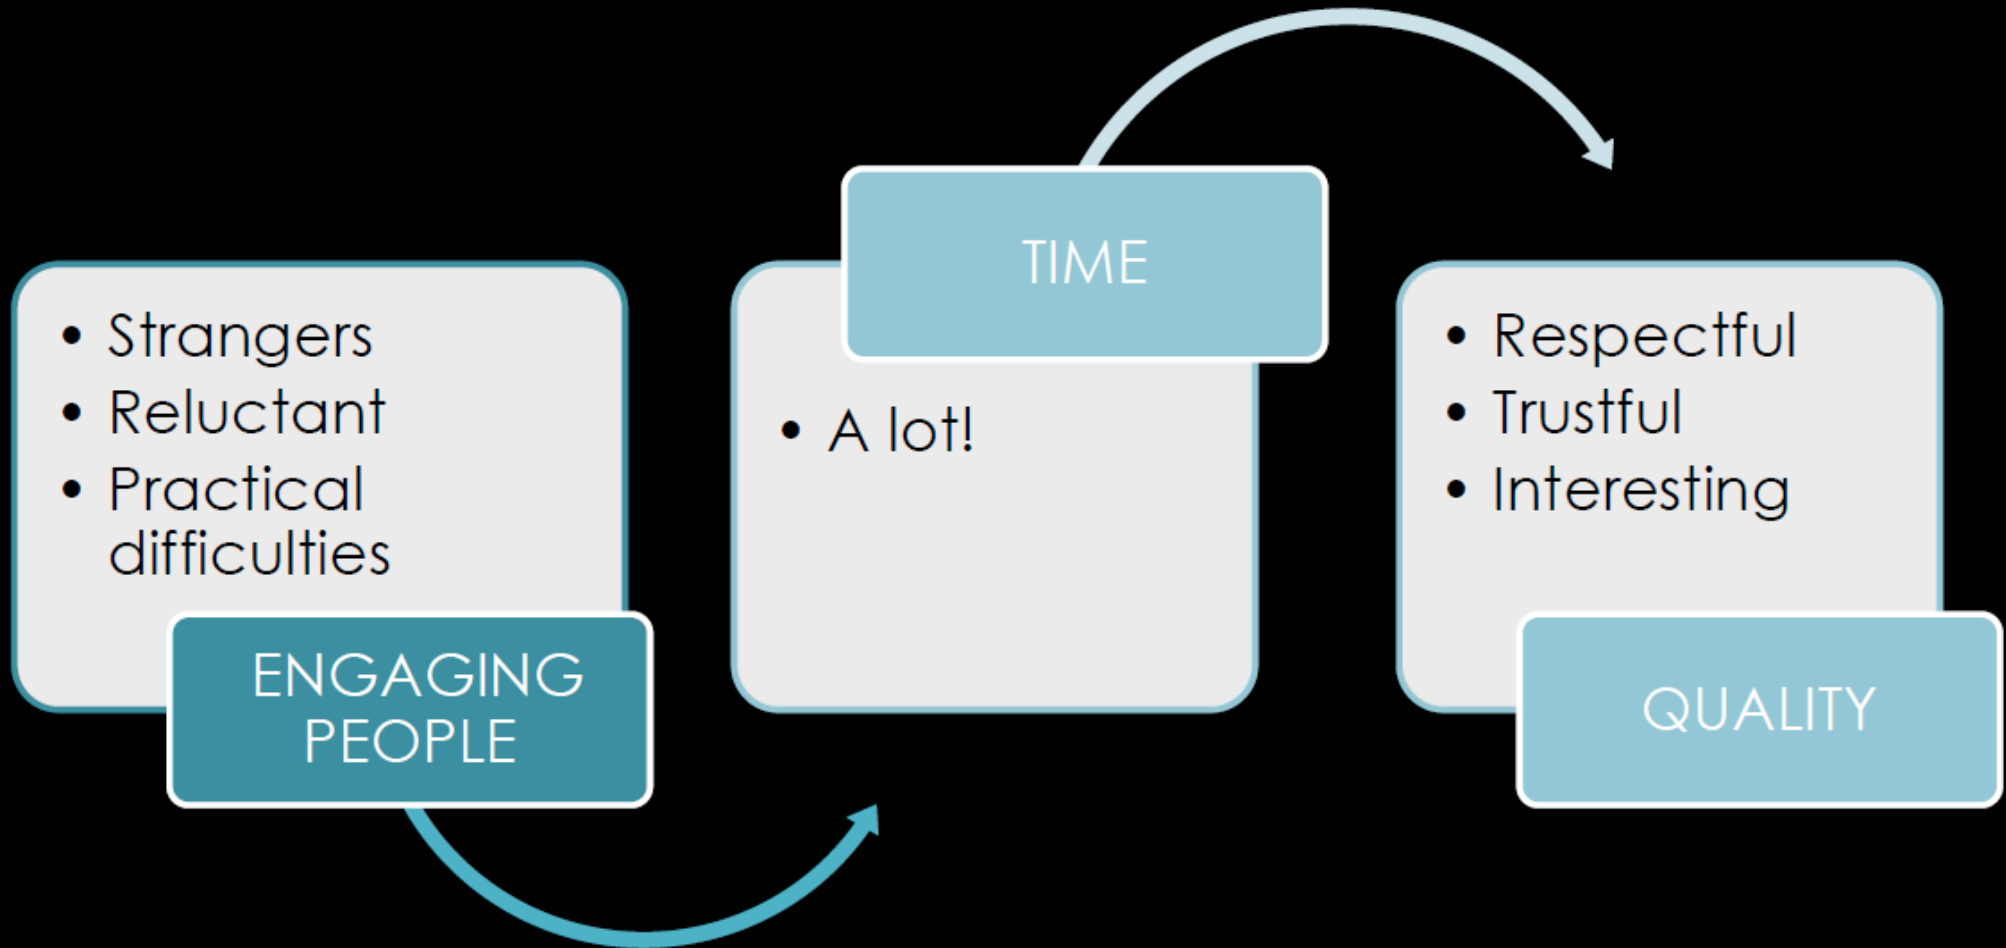 • Strangers
• Reluctant
• Practical
difficulties
ENGAGING
PEOPLE
TIME
• A lot!
• Respectful
• Trustful
• Interesting
QUALITY